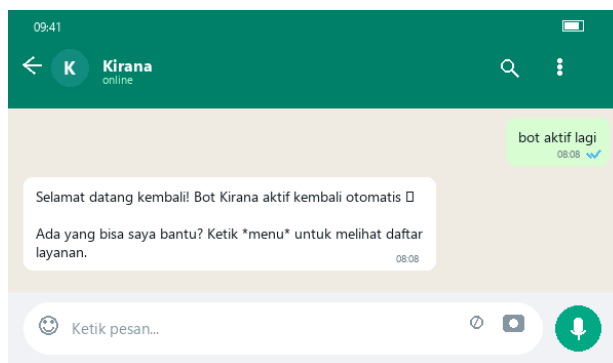 09:41
K
Kirana
online
bot aktif lagi
08:08
Selamat datang kembali! Bot Kirana aktif kembali otomatis
Ada yang bisa saya bantu? Ketik *menu* untuk melihat daftar
layanan.
08:08
Ketik pesan...